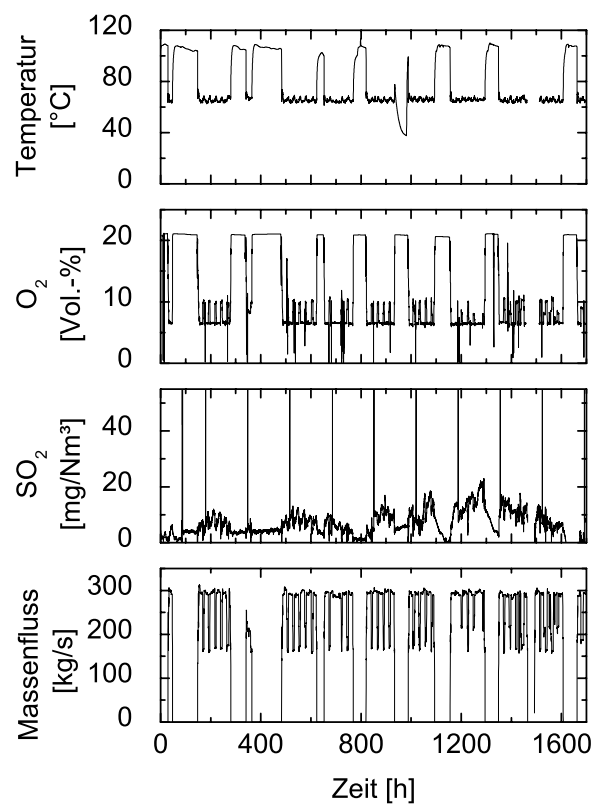 Temperatur
[°C]
120
80
40
0
O₂
[Vol.-%]
20
10
0
SO₂
[mg/Nm³]
40
20
0
Massenfluss
[kg/s]
300
200
100
0
0 400 800 1200 1600
Zeit [h]